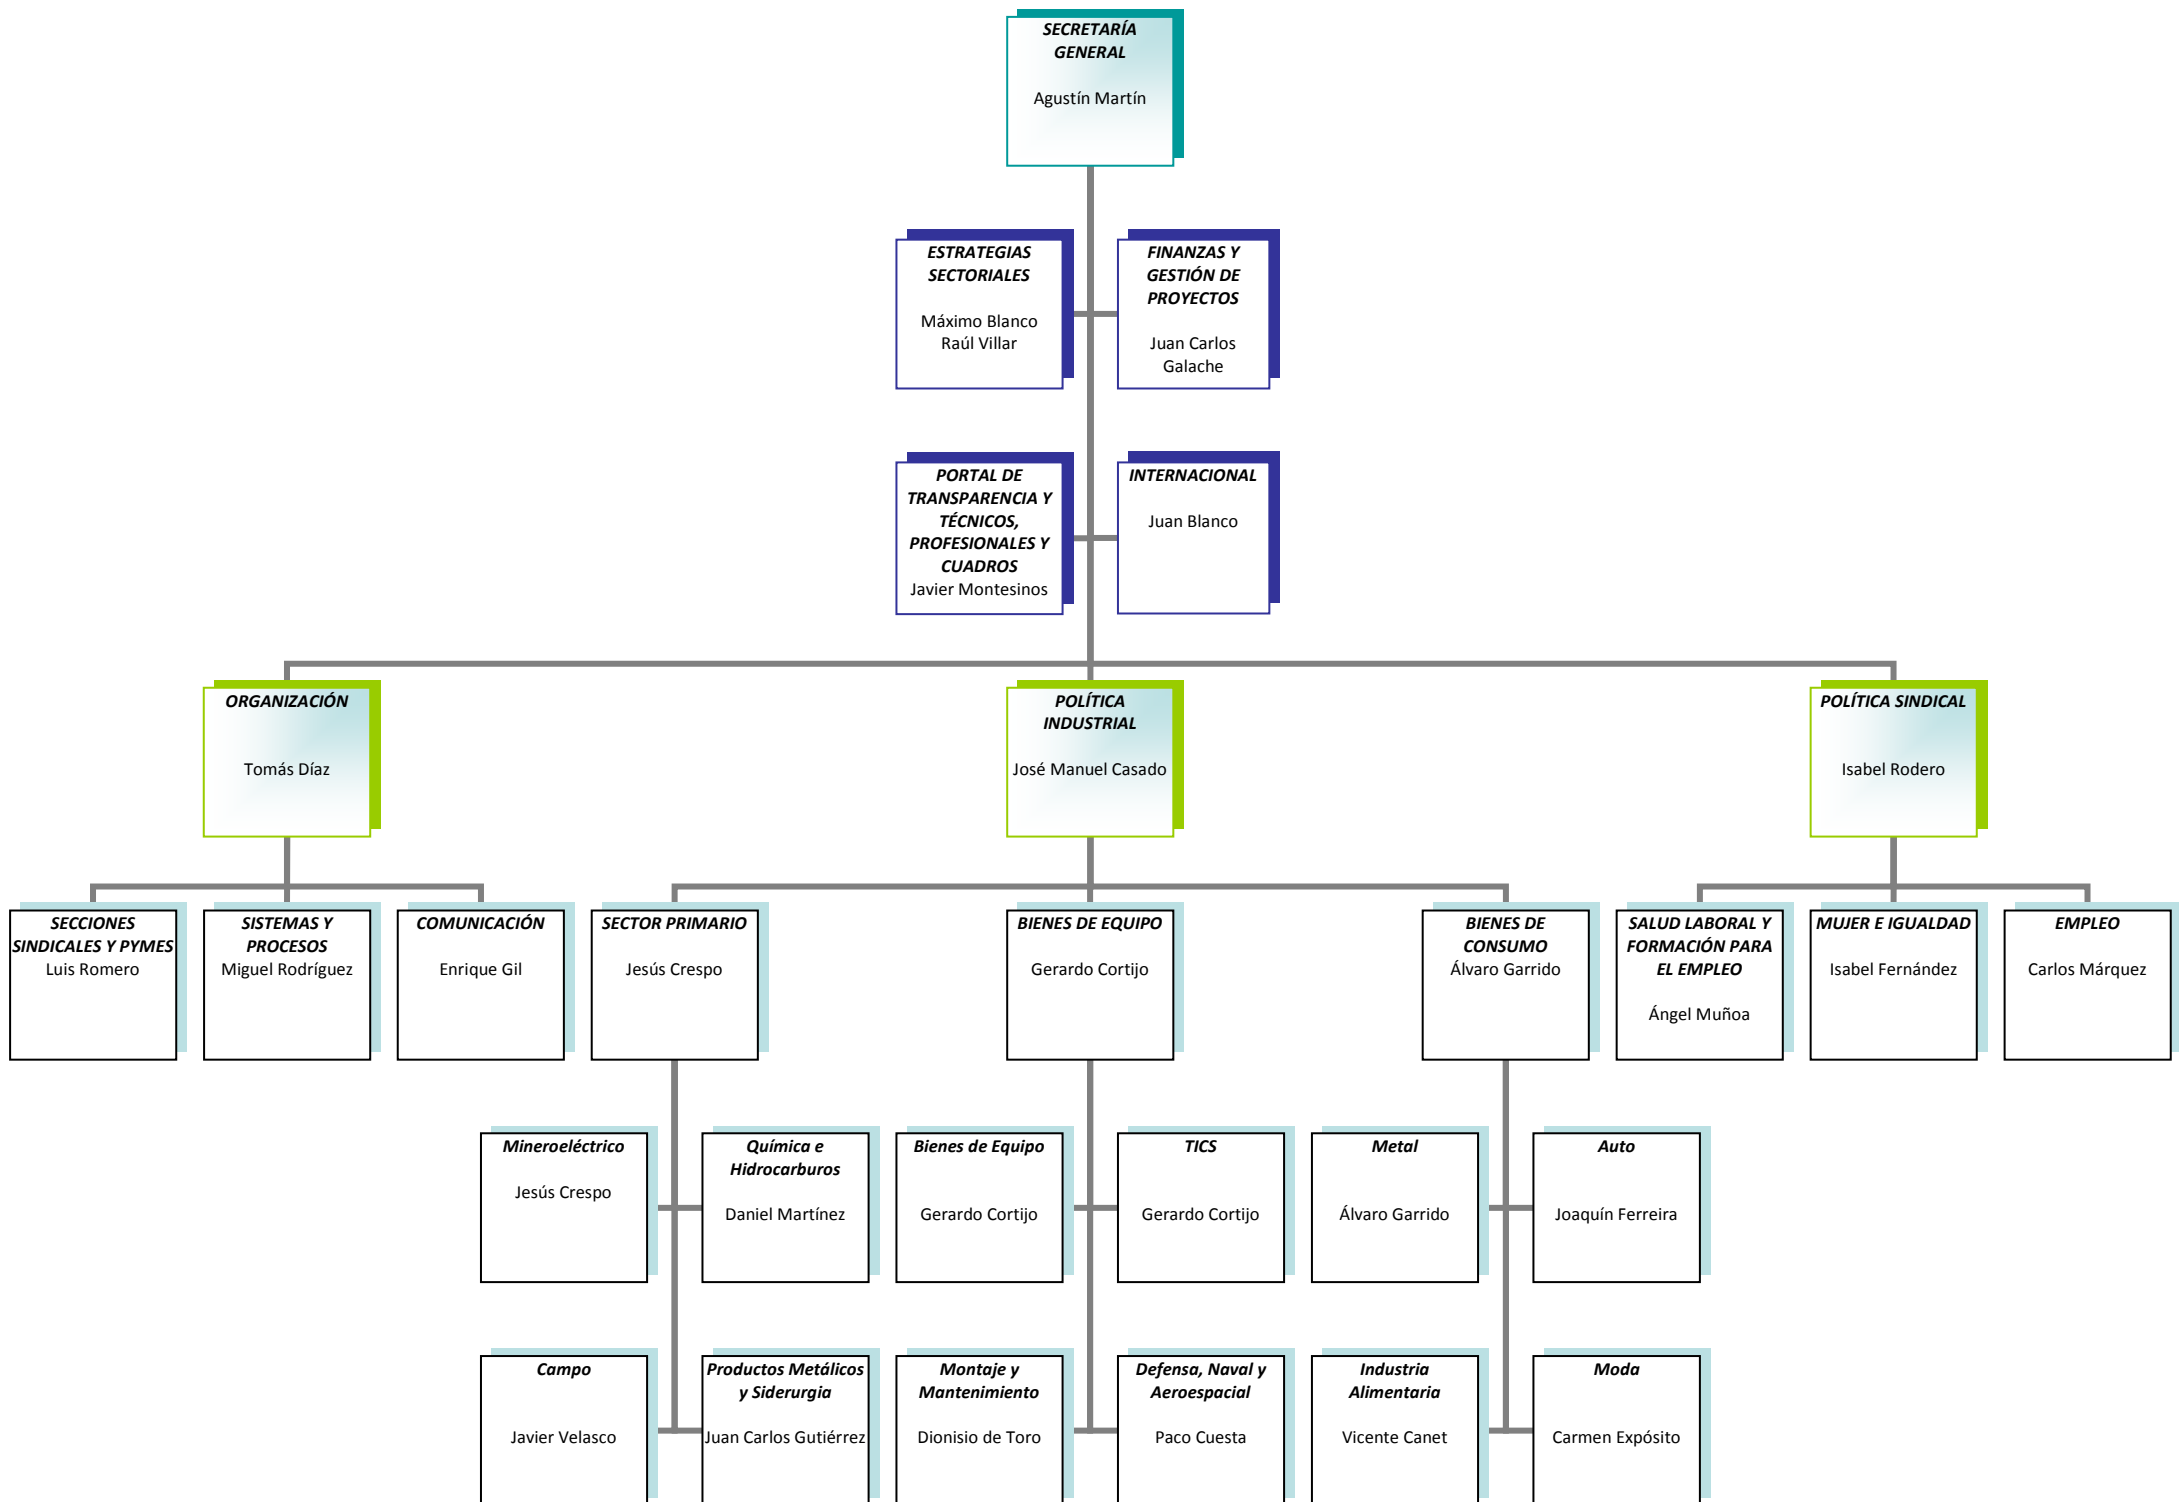 SECRETARÍA
GENERAL
Agustín Martín
ESTRATEGIAS
SECTORIALES
Máximo Blanco
Raúl Villar
FINANZAS Y
GESTIÓN DE
PROYECTOS
Juan Carlos
Galache
PORTAL DE
TRANSPARENCIA Y
TÉCNICOS,
PROFESIONALES Y
CUADROS
Javier Montesinos
INTERNACIONAL
Juan Blanco
ORGANIZACIÓN
Tomás Díaz
POLÍTICA
INDUSTRIAL
José Manuel Casado
POLÍTICA SINDICAL
Isabel Rodero
SECCIONES
SINDICALES Y PYMES
Luis Romero
SISTEMAS Y
PROCESOS
Miguel Rodríguez
COMUNICACIÓN
Enrique Gil
SECTOR PRIMARIO
Jesús Crespo
BIENES DE EQUIPO
Gerardo Cortijo
BIENES DE
CONSUMO
Álvaro Garrido
SALUD LABORAL Y
FORMACIÓN PARA
EL EMPLEO
Ángel Muñoa
MUJER E IGUALDAD
Isabel Fernández
EMPLEO
Carlos Márquez
Mineroeléctrico
Jesús Crespo
Química e
Hidrocarburos
Daniel Martínez
Bienes de Equipo
Gerardo Cortijo
TICS
Gerardo Cortijo
Metal
Álvaro Garrido
Auto
Joaquín Ferreira
Campo
Javier Velasco
Productos Metálicos
y Siderurgia
Juan Carlos Gutiérrez
Montaje y
Mantenimiento
Dionisio de Toro
Defensa, Naval y
Aeroespacial
Paco Cuesta
Industria
Alimentaria
Vicente Canet
Moda
Carmen Expósito